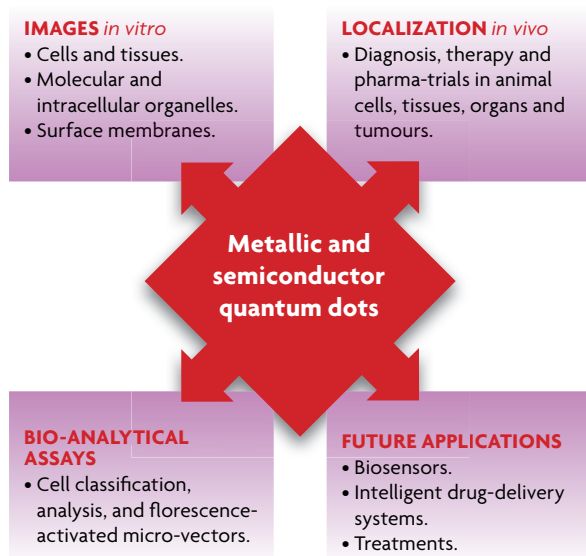 IMAGES in vitro
• Cells and tissues.
• Molecular and
intracellular organelles.
• Surface membranes.
LOCALIZATION in vivo
• Diagnosis, therapy and
pharma-trials in animal
cells, tissues, organs and
tumours.
Metallic and
semiconductor
quantum dots
BIO-ANALYTICAL
ASSAYS
• Cell classification,
analysis, and florescence-
activated micro-vectors.
FUTURE APPLICATIONS
• Biosensors.
• Intelligent drug-delivery
systems.
• Treatments.